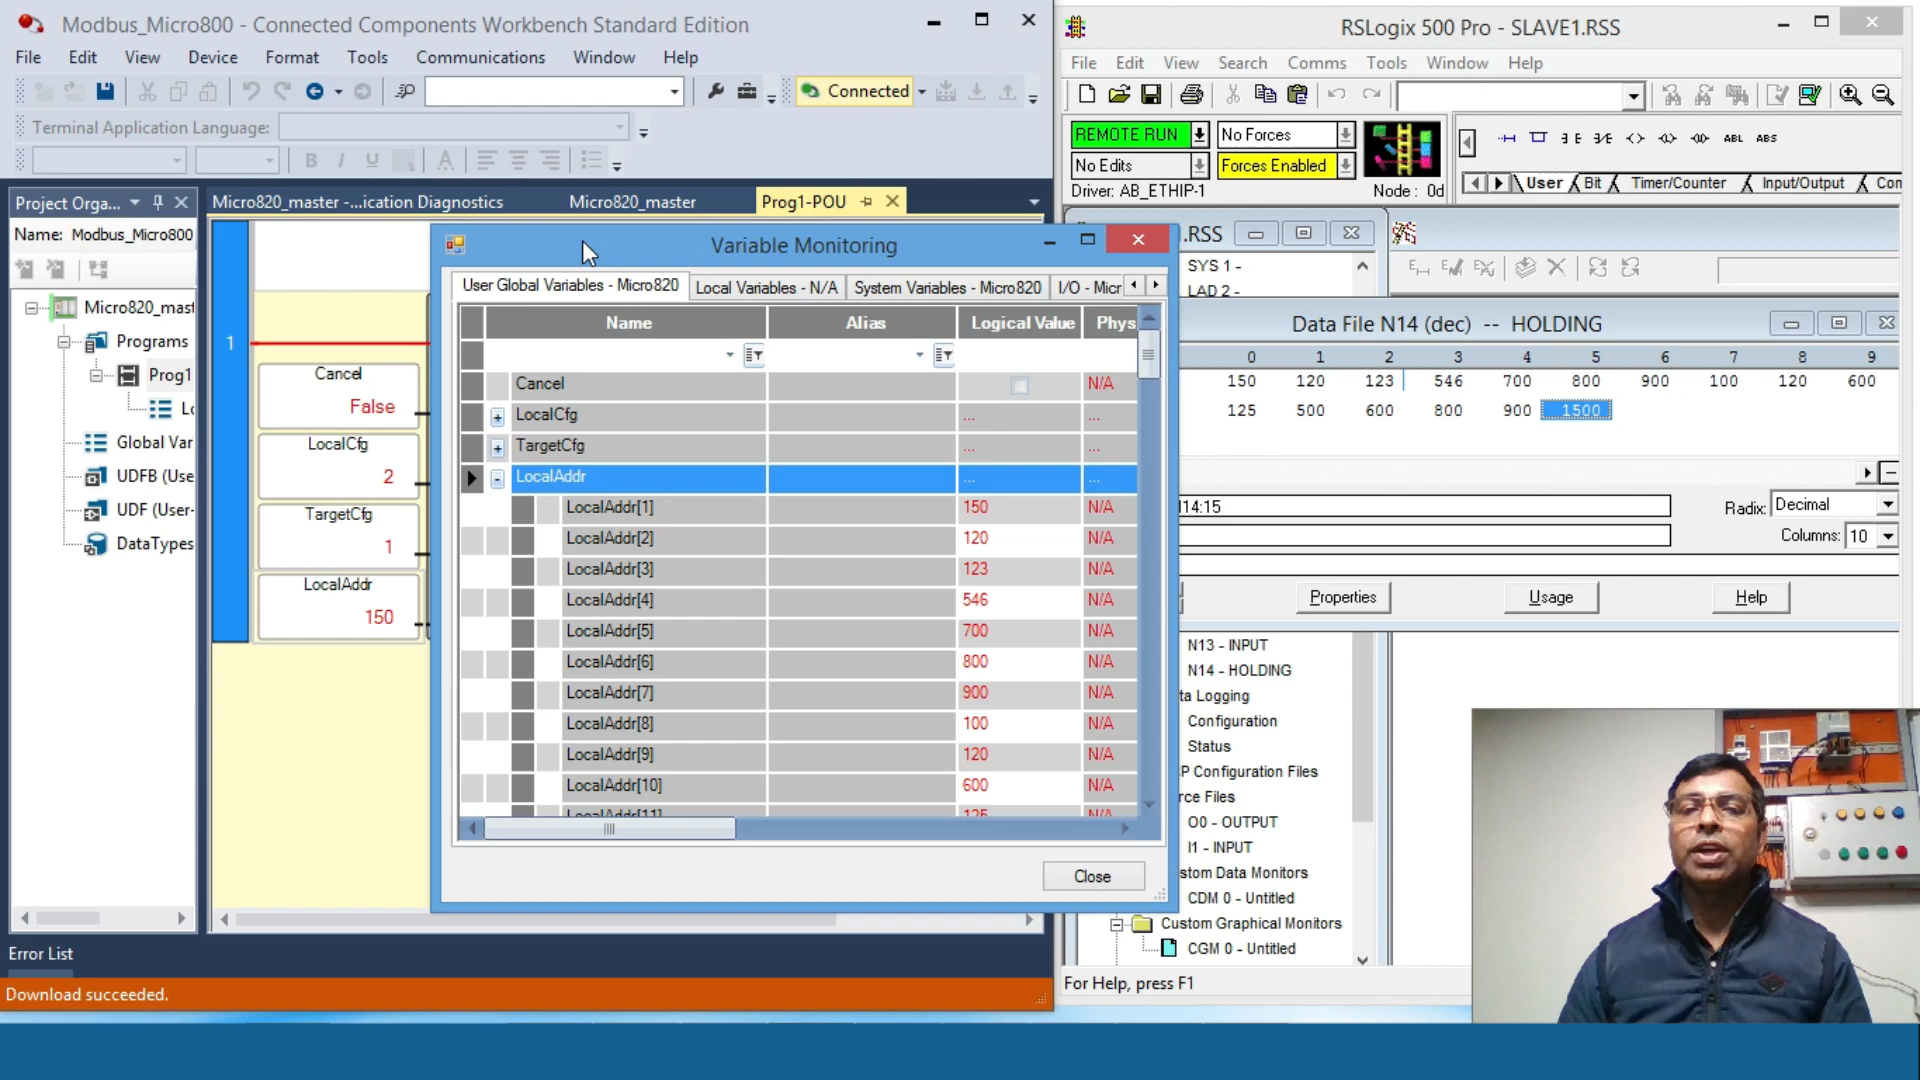 Modbus_Micro800 - Connected Components Workbench Standard Edition
File Edit View Device Format Tools Communications Window Help
Connected
Terminal Application Language:
B I U A
Project Orga...
Name: Modbus_Micro800
Micro820_mast
Programs
Prog1
Lo
Global Var
UDFB (Use
UDF (User-
DataTypes
Micro820_master -...ication Diagnostics
Micro820_master
Prog1-POU
1
Cancel
False
LocalCfg
2
TargetCfg
1
LocalAddr
150
Variable Monitoring
User Global Variables - Micro820 Local Variables - N/A System Variables - Micro820 I/O - Micr
Name Alias Logical Value Phys
Cancel N/A
LocalCfg ... ...
TargetCfg ... ...
LocalAddr ... ...
LocalAddr[1] 150 N/A
LocalAddr[2] 120 N/A
LocalAddr[3] 123 N/A
LocalAddr[4] 546 N/A
LocalAddr[5] 700 N/A
LocalAddr[6] 800 N/A
LocalAddr[7] 900 N/A
LocalAddr[8] 100 N/A
LocalAddr[9] 120 N/A
LocalAddr[10] 600 N/A
LocalAddr[11] 125 N/A
Close
Error List
Download succeeded.
RSLogix 500 Pro - SLAVE1.RSS
File Edit View Search Comms Tools Window Help
REMOTE RUN No Forces
No Edits Forces Enabled
Driver: AB_ETHIP-1 Node : 0d
ABL ABS
User Bit Timer/Counter Input/Output Con
.RSS
SYS 1 -
LAD 2 -
Data File N14 (dec) -- HOLDING
0 1 2 3 4 5 6 7 8 9
150 120 123 546 700 800 900 100 120 600
125 500 600 800 900 1500
14:15
Radix: Decimal
Columns: 10
Properties Usage Help
N13 - INPUT
N14 - HOLDING
ta Logging
Configuration
Status
CP Configuration Files
rce Files
O0 - OUTPUT
I1 - INPUT
stom Data Monitors
CDM 0 - Untitled
Custom Graphical Monitors
CGM 0 - Untitled
For Help, press F1